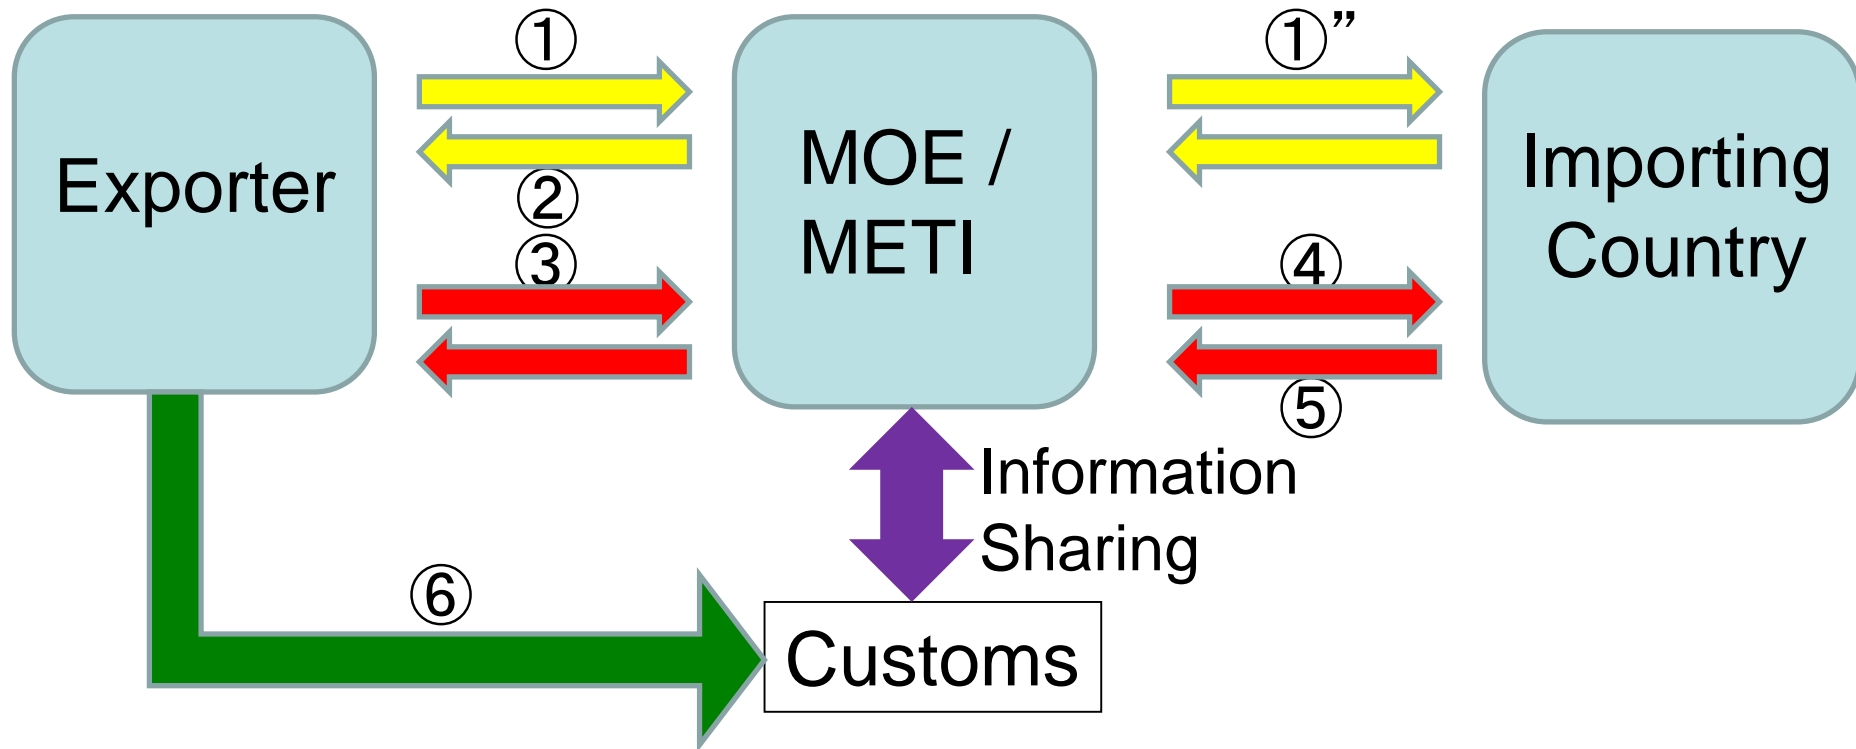 ①
①”
Exporter
MOE /
METI
Importing
Country
②
③
④
⑤
Information
Sharing
⑥
Customs